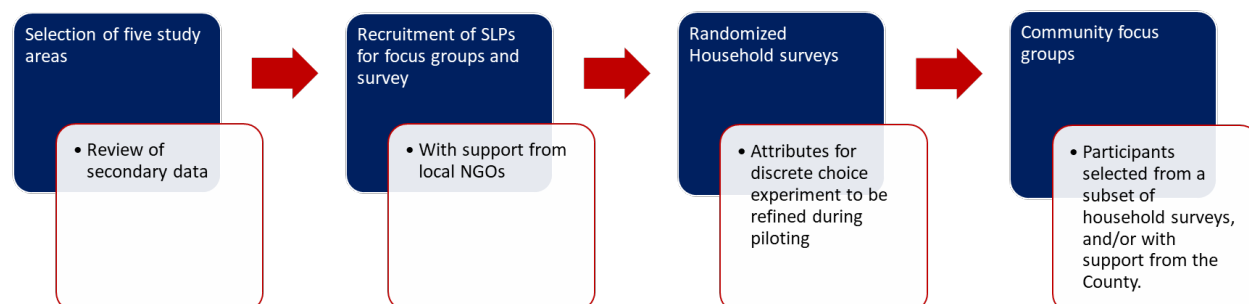 Selection of five study
areas
• Review of
secondary data
Recruitment of SLPs
for focus groups and
survey
• With support from
local NGOs
Randomized
Household surveys
• Attributes for
discrete choice
experiment to be
refined during
piloting
Community focus
groups
• Participants
selected from a
subset of
household surveys,
and/or with
support from the
County.